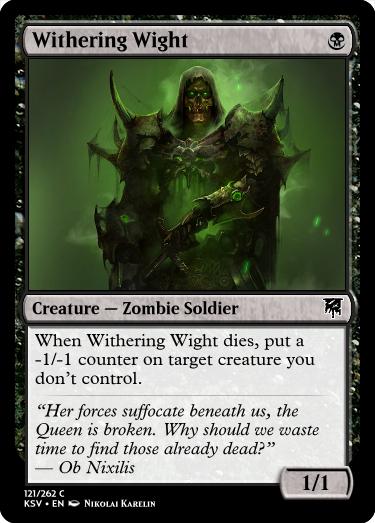 Withering Wight
Creature — Zombie Soldier
When Withering Wight dies, put a
-1/-1 counter on target creature you
don't control.
“Her forces suffocate beneath us, the
Queen is broken. Why should we waste
time to find those already dead?”
— Ob Nixilis
1/1
121/262 C
KSV • EN Nikolai Karelin